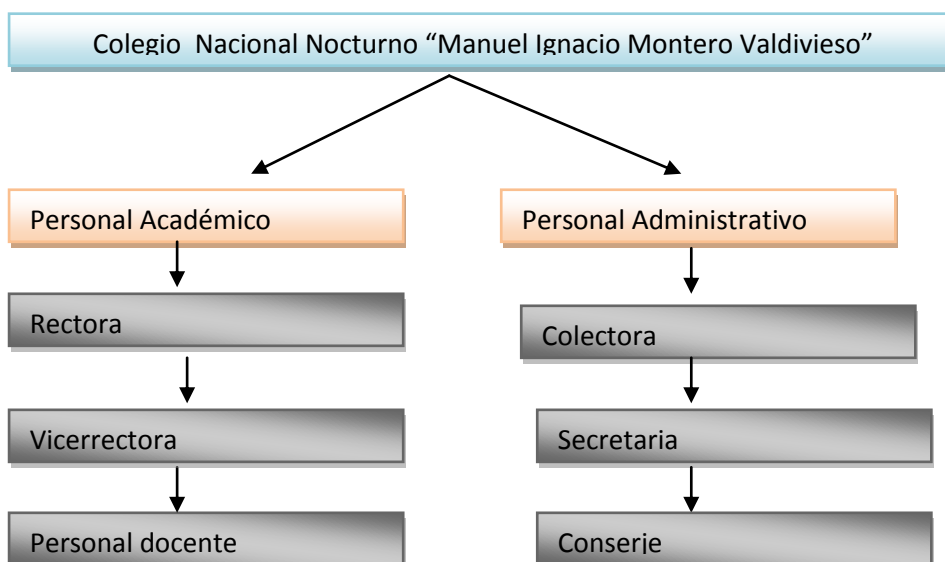 Colegio Nacional Nocturno “Manuel Ignacio Montero Valdivieso”
Personal Académico
Personal Administrativo
Rectora
Colectora
Vicerrectora
Secretaria
Personal docente
Conserje